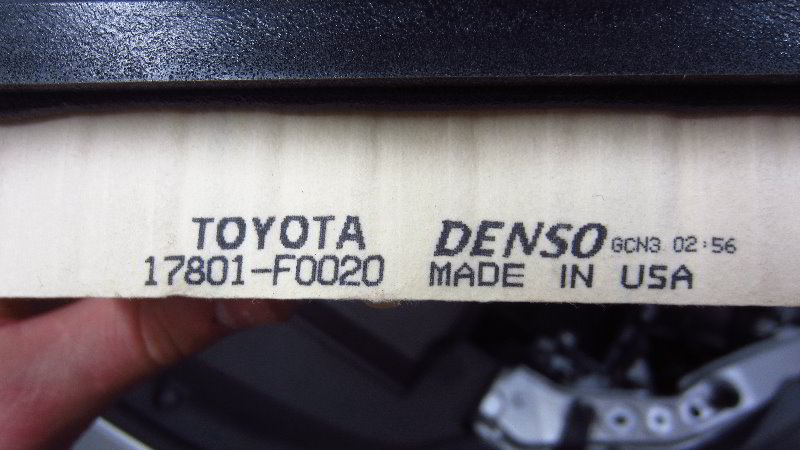 TOYOTA DENSO GCN3 02:56
17801-F0020 MADE IN USA